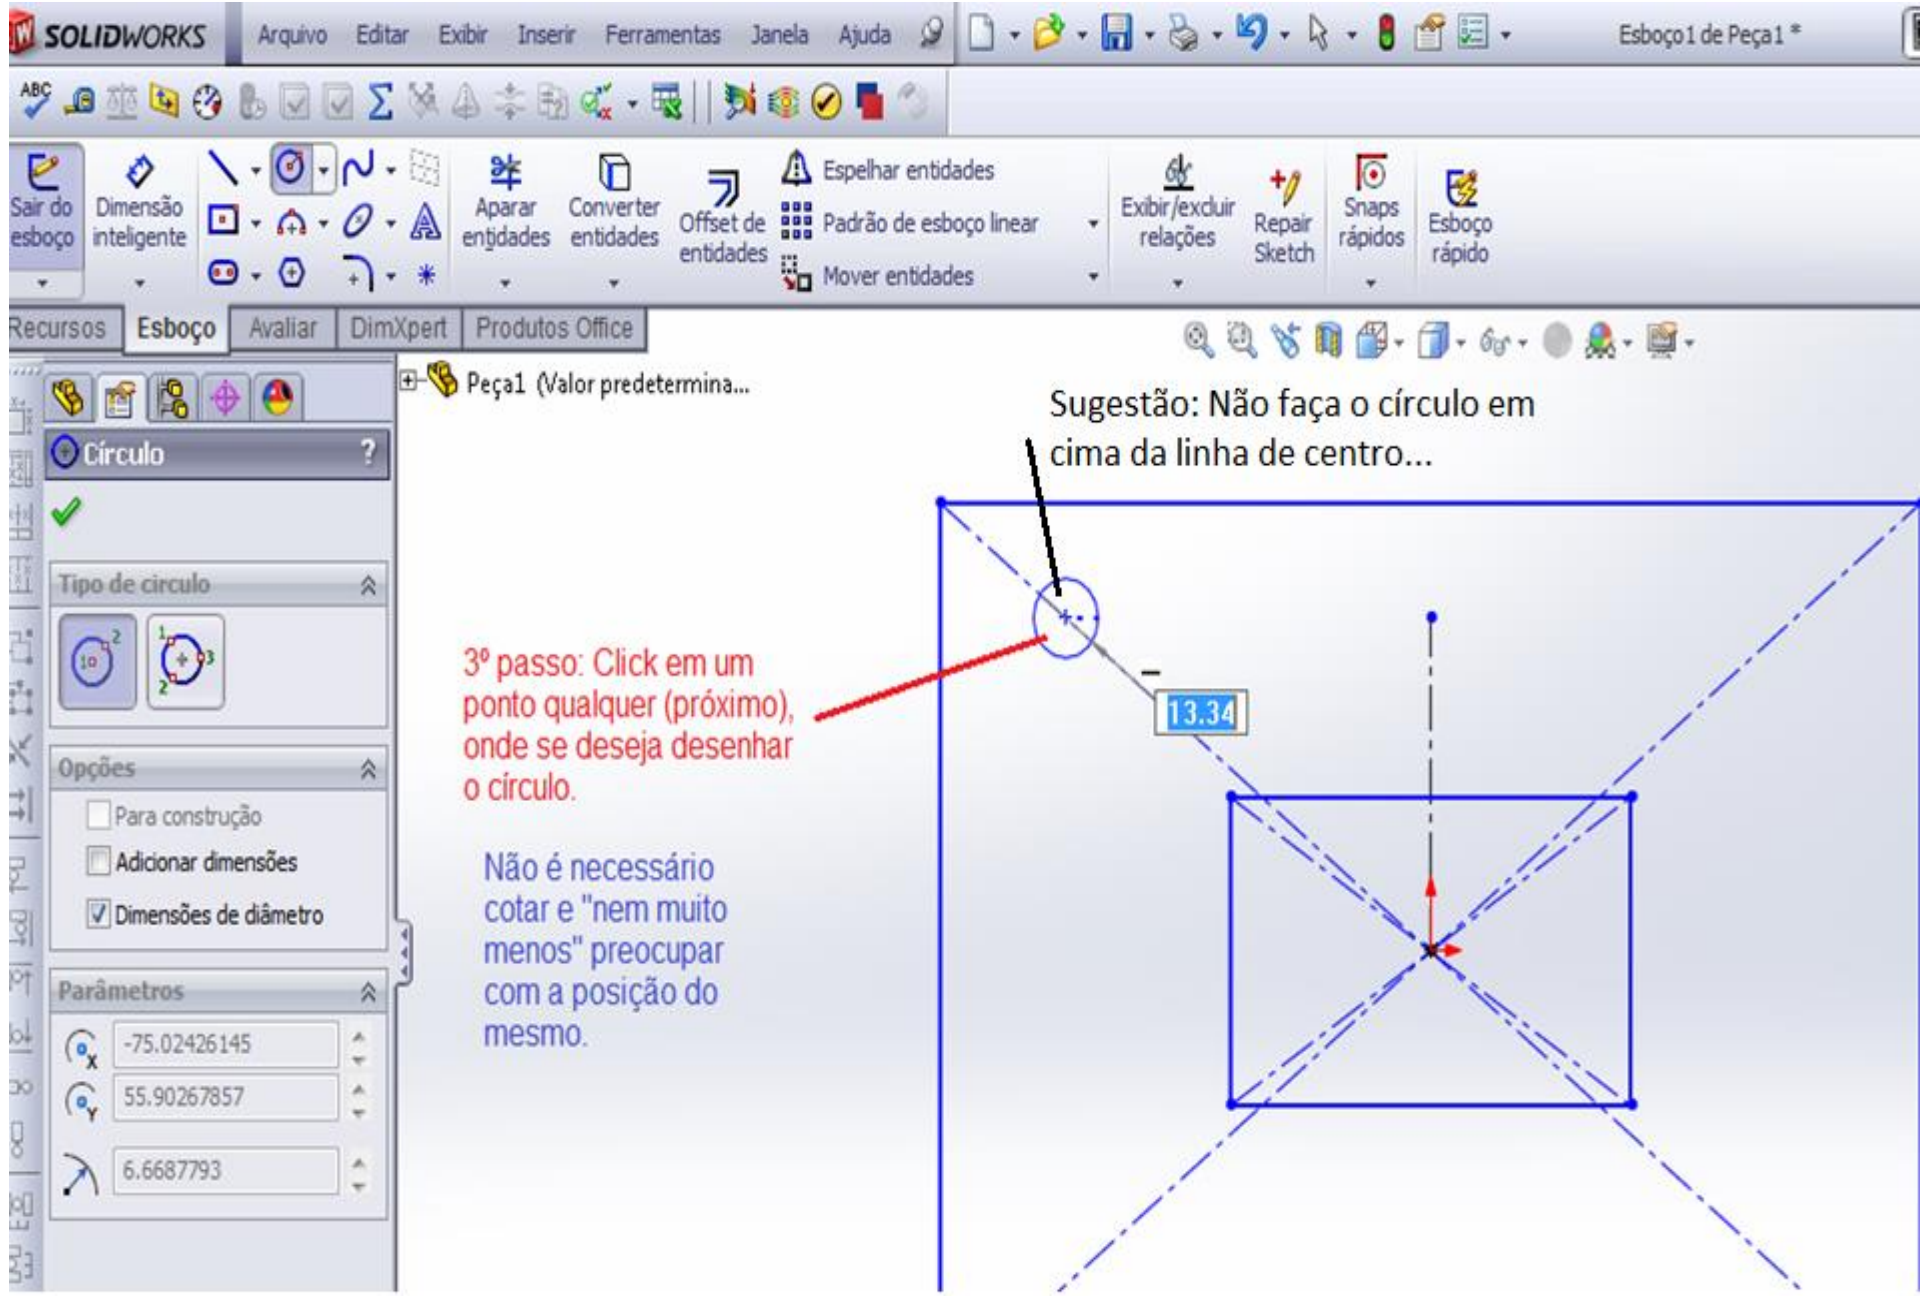 SOLIDWORKS Arquivo Editar Exibir Inserir Ferramentas Janela Ajuda Esboço1 de Peça1 *
ABC
Sair do
esboço
Dimensão
inteligente
Aparar
entidades
Converter
entidades
Offset de
entidades
Espelhar entidades
Padrão de esboço linear
Mover entidades
Exibir/excluir
relações
Repair
Sketch
Snaps
rápidos
Esboço
rápido
Recursos Esboço Avaliar DimXpert Produtos Office
Peça1 (Valor predetermina...
Círculo ?
Tipo de circulo
Opções
Para construção
Adicionar dimensões
Dimensões de diâmetro
Parâmetros
-75.02426145
55.90267857
6.6687793
Sugestão: Não faça o círculo em
cima da linha de centro...
3º passo: Click em um
ponto qualquer (próximo),
onde se deseja desenhar
o círculo.
Não é necessário
cotar e "nem muito
menos" preocupar
com a posição do
mesmo.
13.34